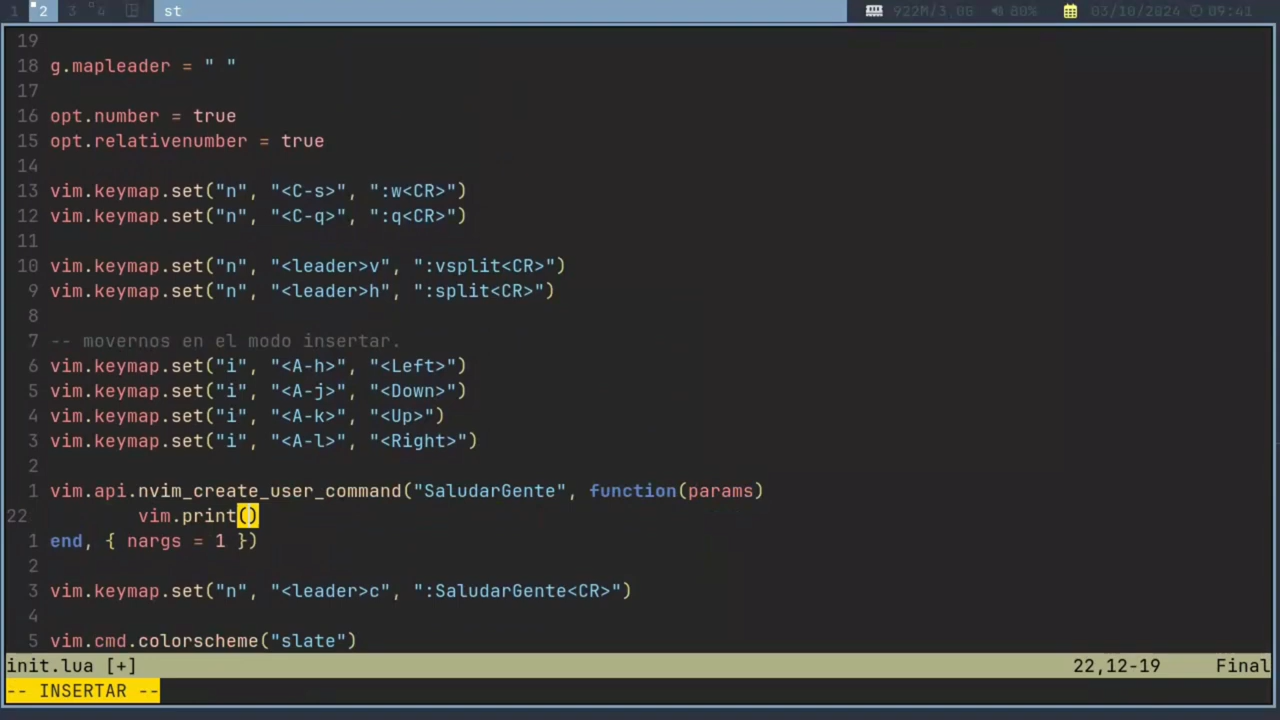 1 2 3 4 st 922M/3,0G 80% 03/10/2024 09:41
19
18 g.mapleader = " "
17
16 opt.number = true
15 opt.relativenumber = true
14
13 vim.keymap.set("n", "<C-s>", ":w<CR>")
12 vim.keymap.set("n", "<C-q>", ":q<CR>")
11
10 vim.keymap.set("n", "<leader>v", ":vsplit<CR>")
9 vim.keymap.set("n", "<leader>h", ":split<CR>")
8
7 -- movernos en el modo insertar.
6 vim.keymap.set("i", "<A-h>", "<Left>")
5 vim.keymap.set("i", "<A-j>", "<Down>")
4 vim.keymap.set("i", "<A-k>", "<Up>")
3 vim.keymap.set("i", "<A-l>", "<Right>")
2
1 vim.api.nvim_create_user_command("SaludarGente", function(params)
22 vim.print()
1 end, { nargs = 1 })
2
3 vim.keymap.set("n", "<leader>c", ":SaludarGente<CR>")
4
5 vim.cmd.colorscheme("slate")
init.lua [+] 22,12-19 Final
-- INSERTAR --